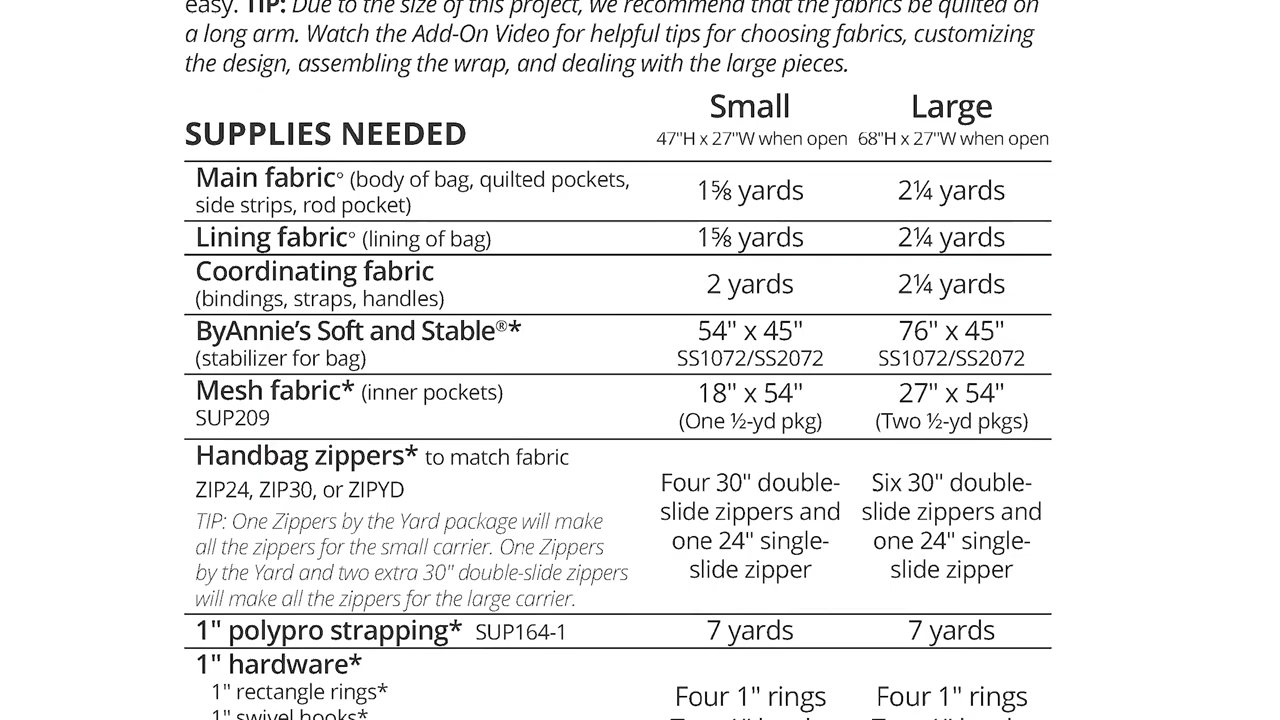 easy. TIP: Due to the size of this project, we recommend that the fabrics be quilted on
a long arm. Watch the Add-On Video for helpful tips for choosing fabrics, customizing
the design, assembling the wrap, and dealing with the large pieces.
Small Large
SUPPLIES NEEDED 47"H x 27"W when open 68"H x 27"W when open
Main fabric° (body of bag, quilted pockets,
side strips, rod pocket) 1⅝ yards 2¼ yards
Lining fabric° (lining of bag) 1⅝ yards 2¼ yards
Coordinating fabric
(bindings, straps, handles) 2 yards 2¼ yards
ByAnnie's Soft and Stable®* 54" x 45" 76" x 45"
(stabilizer for bag) SS1072/SS2072 SS1072/SS2072
Mesh fabric* (inner pockets) 18" x 54" 27" x 54"
SUP209 (One ½-yd pkg) (Two ½-yd pkgs)
Handbag zippers* to match fabric
ZIP24, ZIP30, or ZIPYD
TIP: One Zippers by the Yard package will make
all the zippers for the small carrier. One Zippers
by the Yard and two extra 30" double-slide zippers
will make all the zippers for the large carrier.
Four 30" double-
slide zippers and
one 24" single-
slide zipper
Six 30" double-
slide zippers and
one 24" single-
slide zipper
1" polypro strapping* SUP164-1 7 yards 7 yards
1" hardware*
1" rectangle rings* Four 1" rings Four 1" rings
1" swivel hooks*